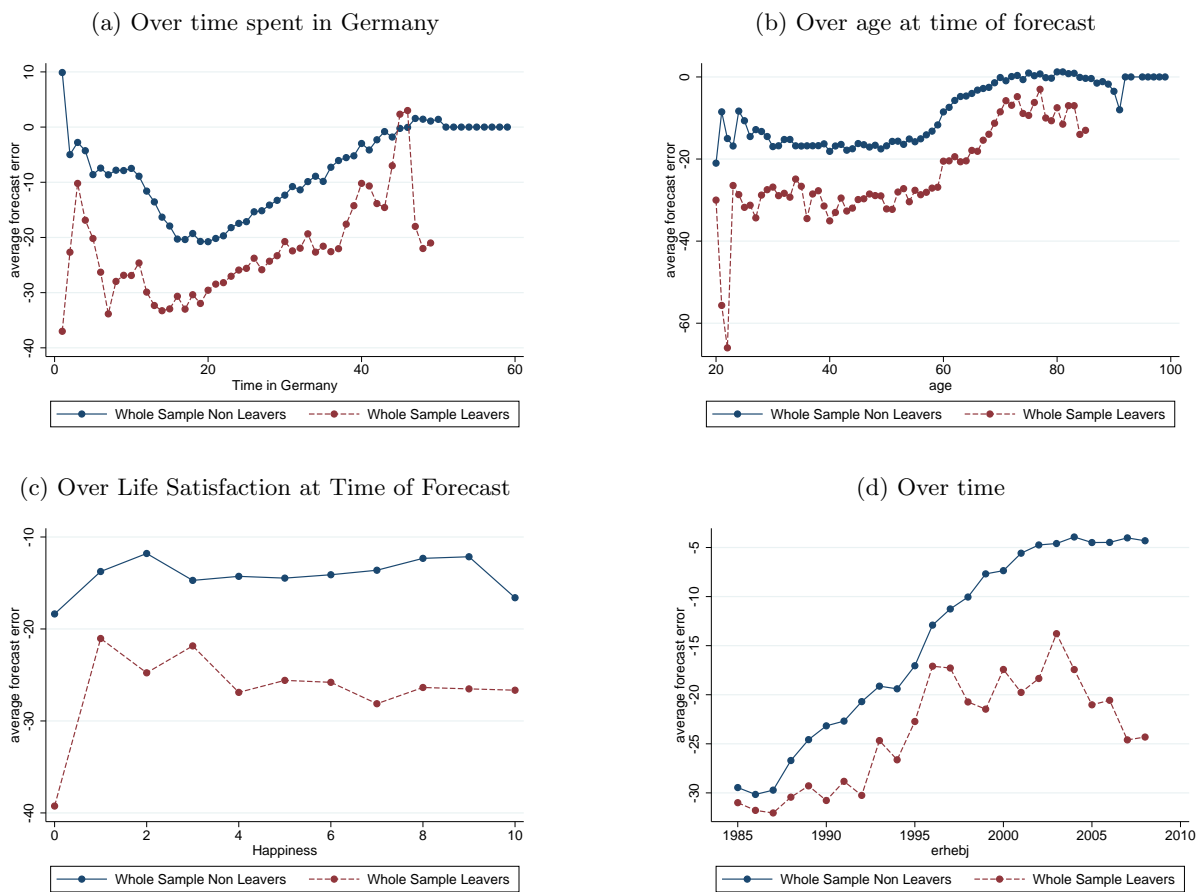 (a) Over time spent in Germany
average forecast error
10
0
-10
-20
-30
-40
0 20 40 60
Time in Germany
Whole Sample Non Leavers Whole Sample Leavers
(b) Over age at time of forecast
average forecast error
0
-20
-40
-60
20 40 60 80 100
age
Whole Sample Non Leavers Whole Sample Leavers
(c) Over Life Satisfaction at Time of Forecast
average forecast error
-10
-20
-30
-40
0 2 4 6 8 10
Happiness
Whole Sample Non Leavers Whole Sample Leavers
(d) Over time
average forecast error
-5
-10
-15
-20
-25
-30
1985 1990 1995 2000 2005 2010
erhebj
Whole Sample Non Leavers Whole Sample Leavers